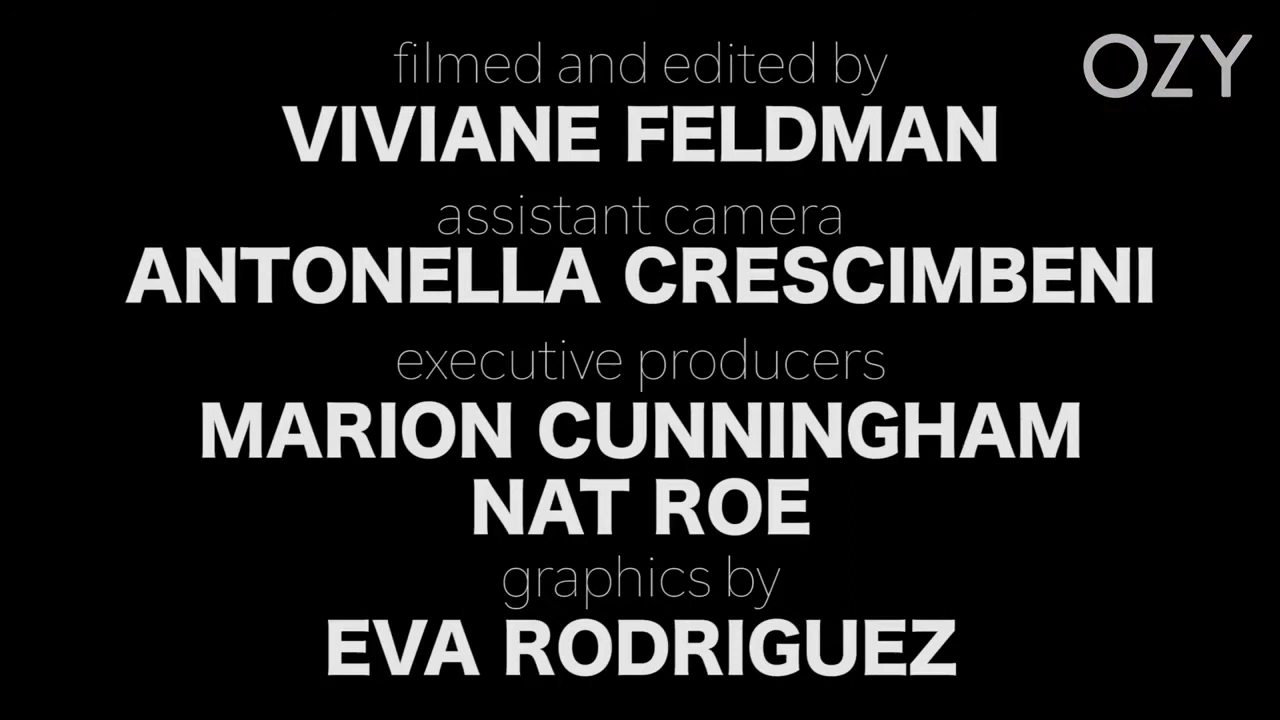 OZY
filmed and edited by
VIVIANE FELDMAN
assistant camera
ANTONELLA CRESCIMBENI
executive producers
MARION CUNNINGHAM
NAT ROE
graphics by
EVA RODRIGUEZ